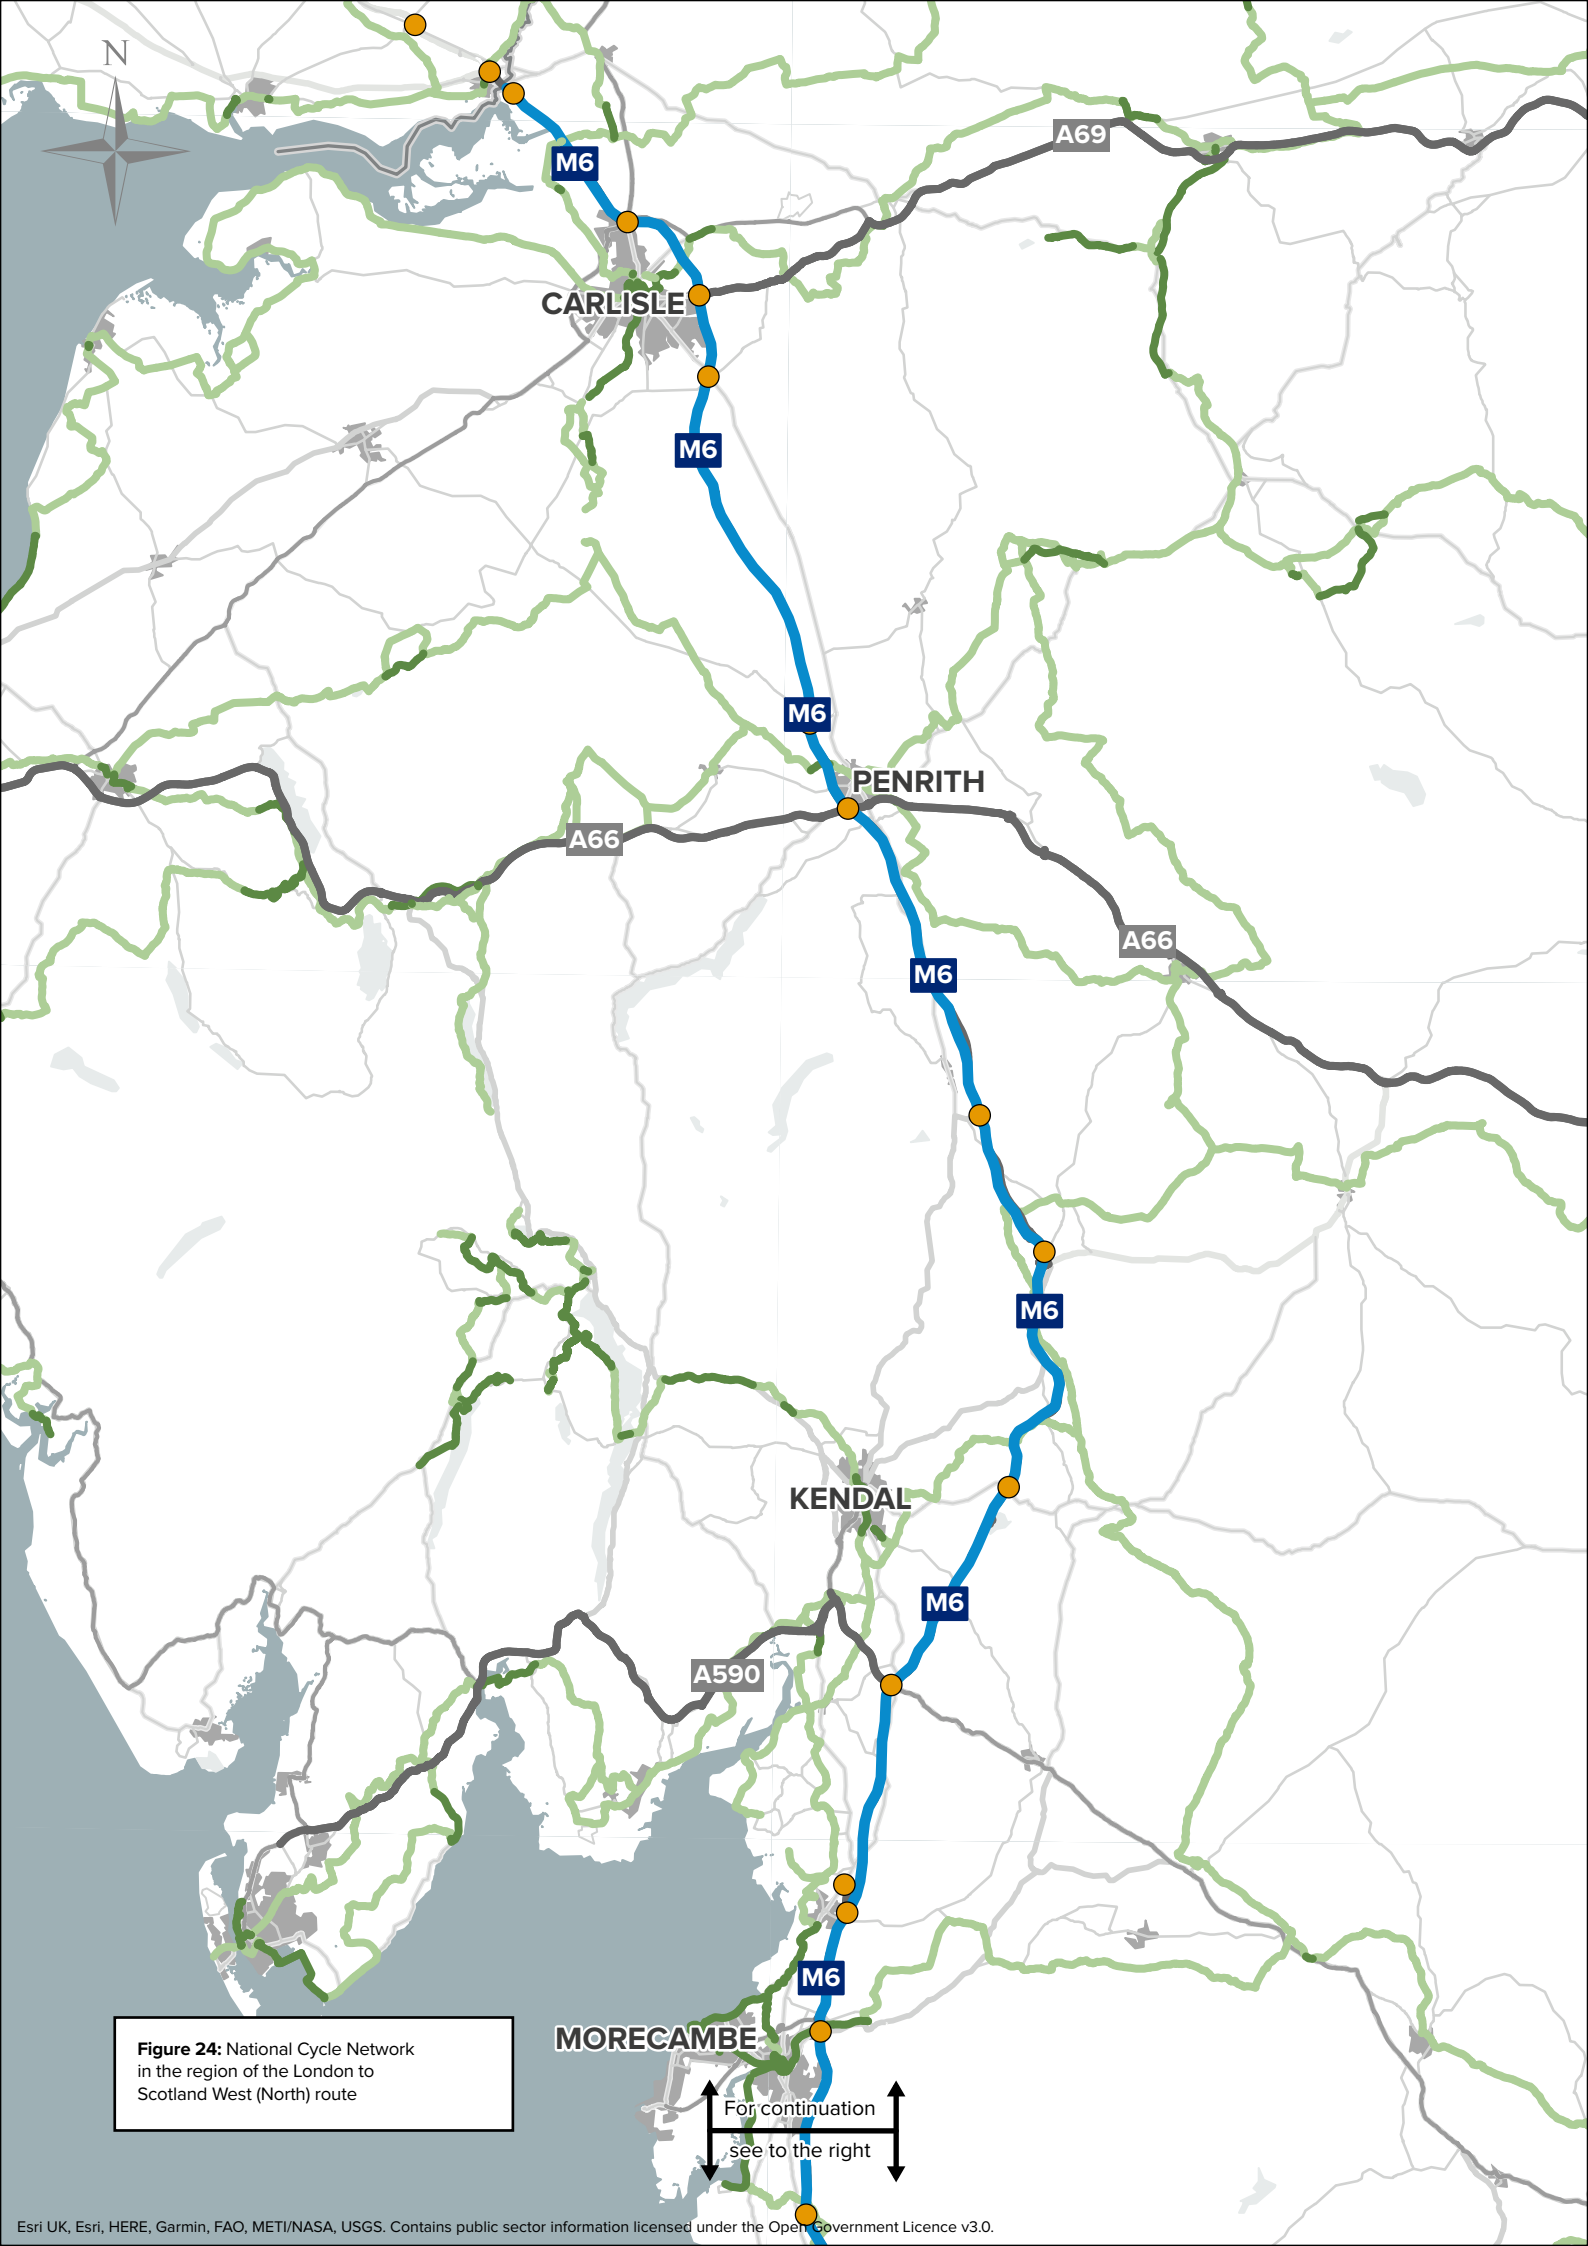 N
A69
M6
CARLISLE
M6
M6
PENRITH
A66
A66
M6
M6
KENDAL
M6
A590
M6
MORECAMBE
Figure 24: National Cycle Network
in the region of the London to
Scotland West (North) route
For continuation
see to the right
Esri UK, Esri, HERE, Garmin, FAO, METI/NASA, USGS. Contains public sector information licensed under the Open Government Licence v3.0.